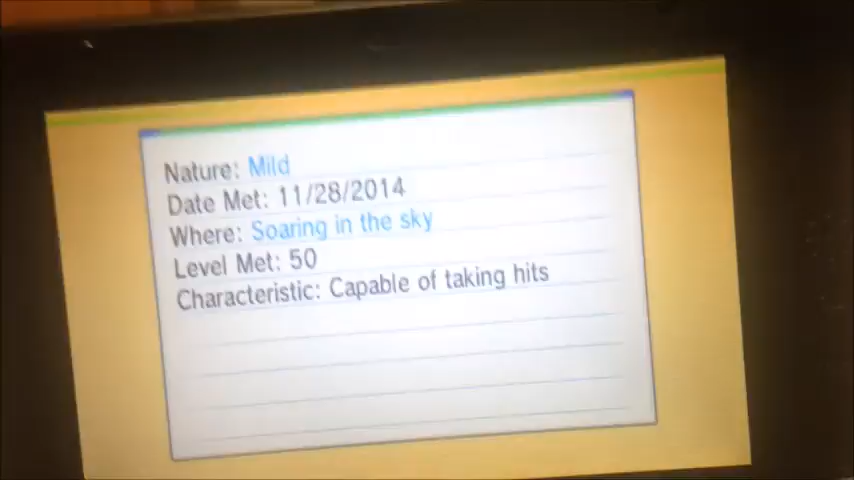 Nature: Mild
Date Met: 11/28/2014
Where: Soaring in the sky
Level Met: 50
Characteristic: Capable of taking hits